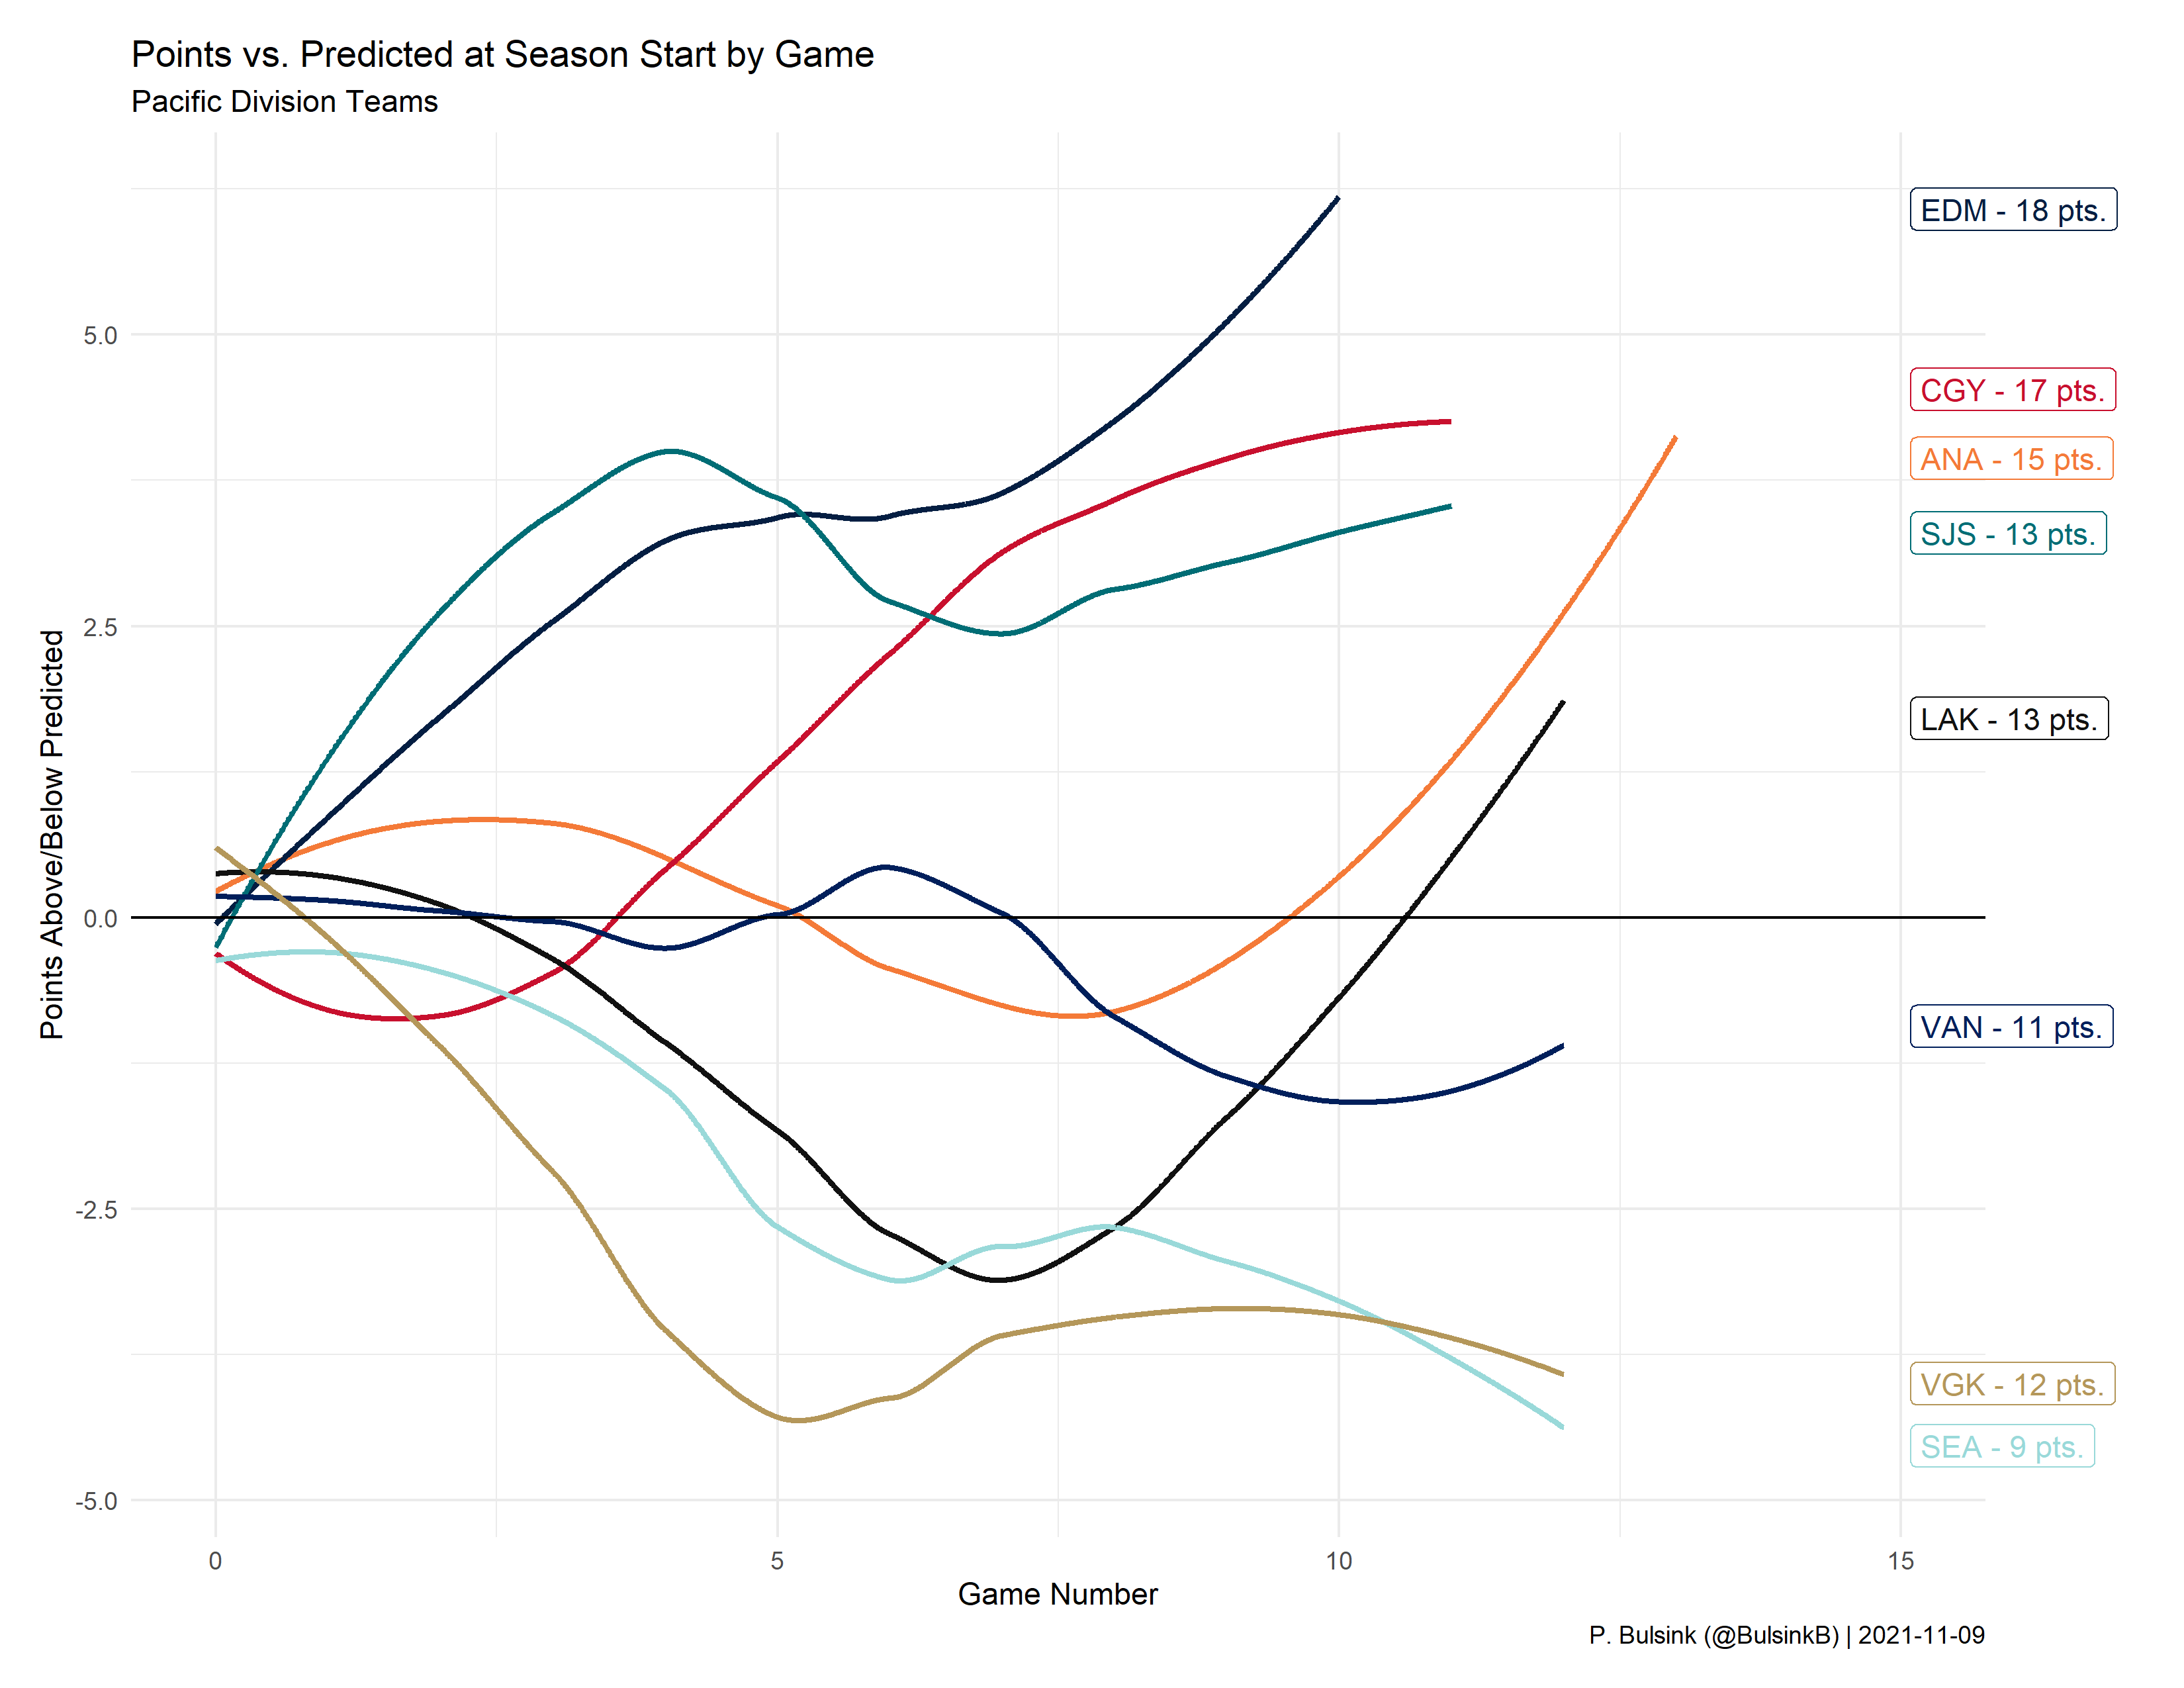 Points vs. Predicted at Season Start by Game
Pacific Division Teams
Points Above/Below Predicted
5.0
2.5
0.0
-2.5
-5.0
EDM - 18 pts.
CGY - 17 pts.
ANA - 15 pts.
SJS - 13 pts.
LAK - 13 pts.
VAN - 11 pts.
VGK - 12 pts.
SEA - 9 pts.
0 5 10 15
Game Number
P. Bulsink (@BulsinkB) | 2021-11-09